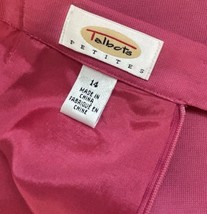 Talbots
PETITES
14
MADE IN
CHINA
FABRIQUÉ EN
CHINE